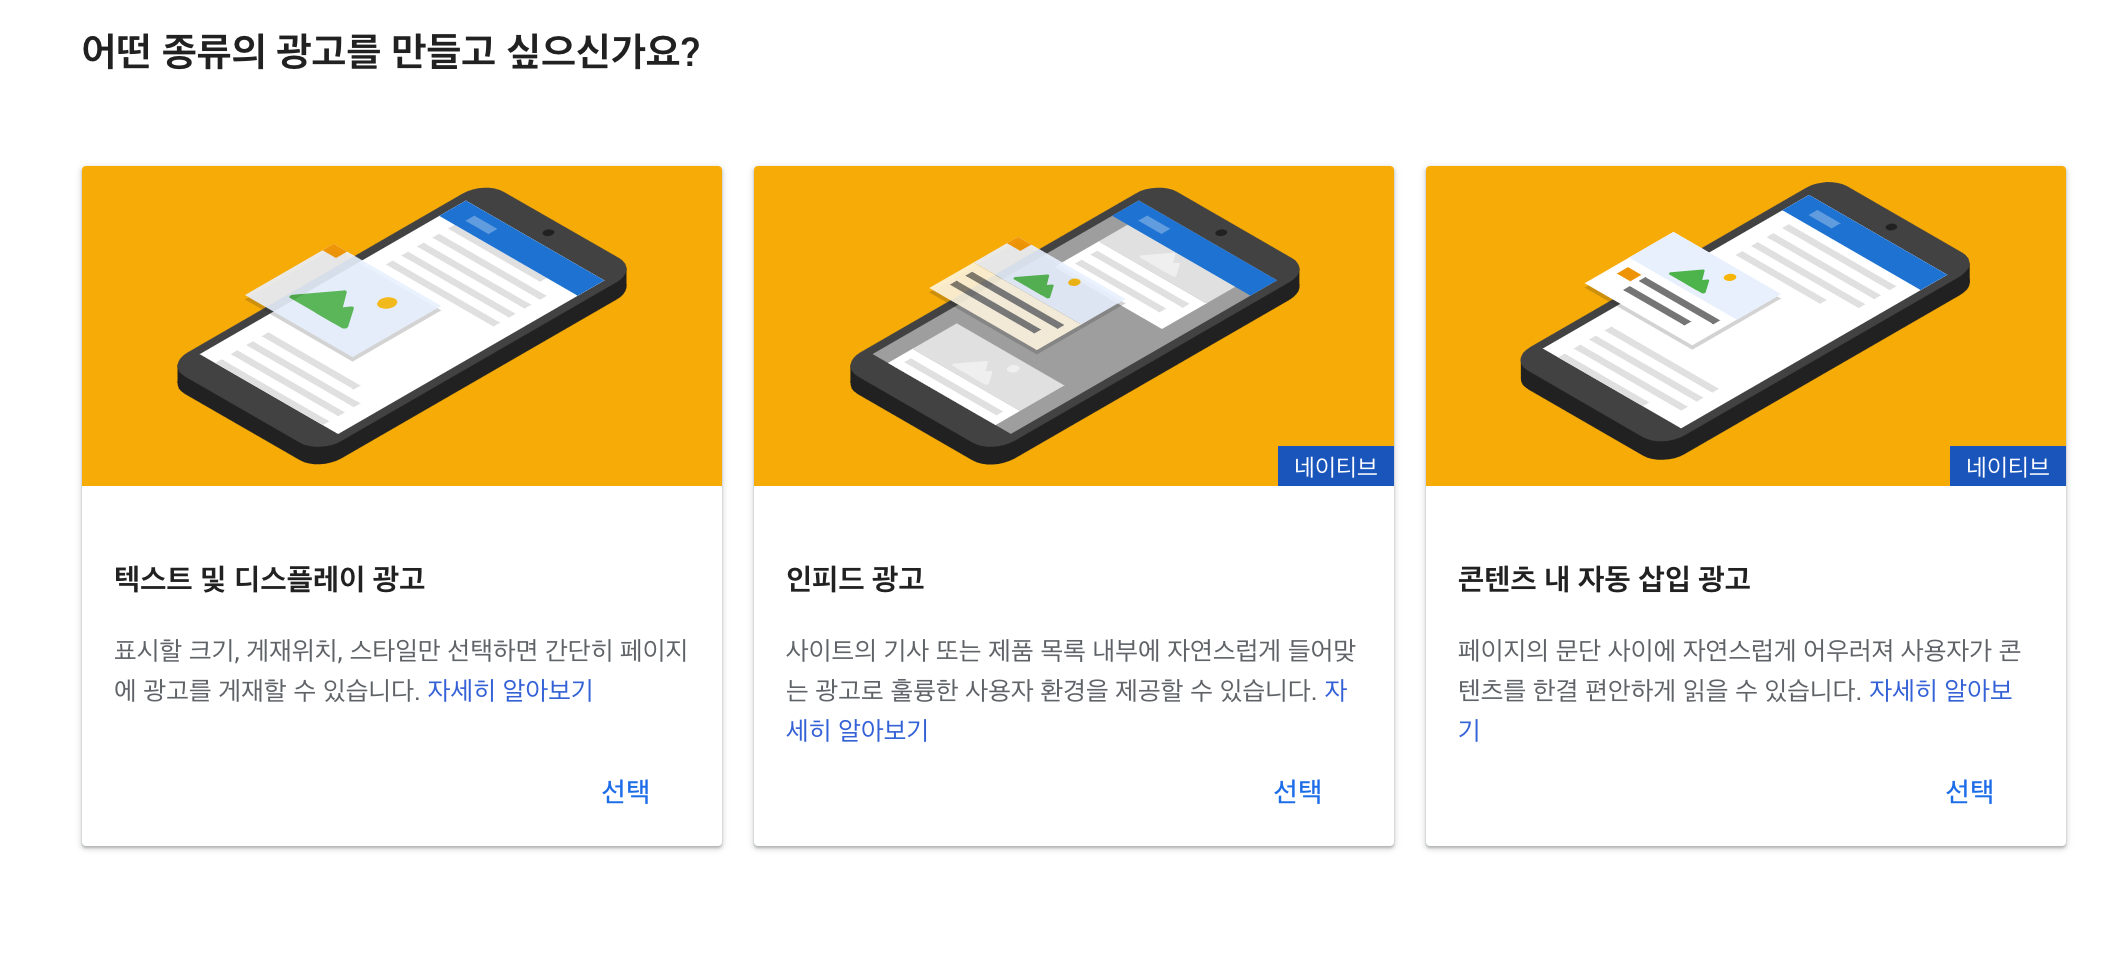 어떤 종류의 광고를 만들고 싶으신가요?
텍스트 및 디스플레이 광고
표시할 크기, 게재위치, 스타일만 선택하면 간단히 페이지
에 광고를 게재할 수 있습니다. 자세히 알아보기
선택
네이티브
인피드 광고
사이트의 기사 또는 제품 목록 내부에 자연스럽게 들어맞
는 광고로 훌륭한 사용자 환경을 제공할 수 있습니다. 자
세히 알아보기
선택
네이티브
콘텐츠 내 자동 삽입 광고
페이지의 문단 사이에 자연스럽게 어우러져 사용자가 콘
텐츠를 한결 편안하게 읽을 수 있습니다. 자세히 알아보
기
선택